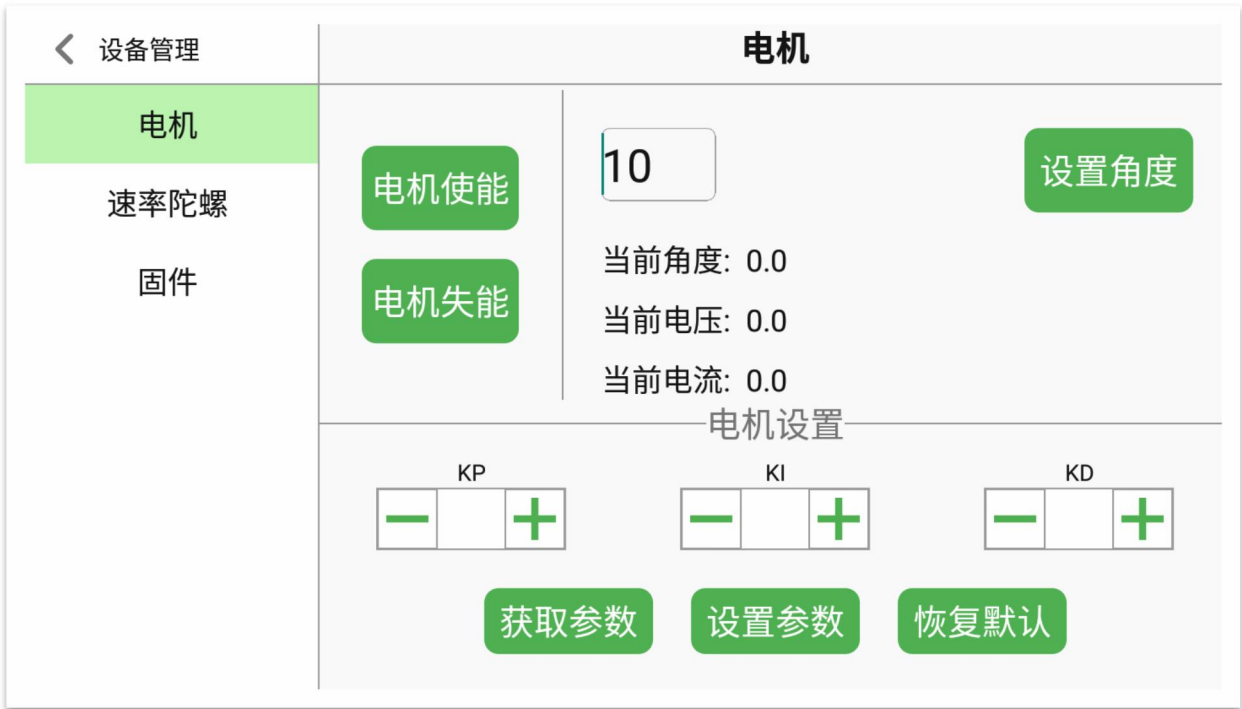 设备管理
电机
速率陀螺
固件
电机
电机使能
电机失能
10
设置角度
当前角度: 0.0
当前电压: 0.0
当前电流: 0.0
电机设置
KP KI KD
获取参数 设置参数 恢复默认